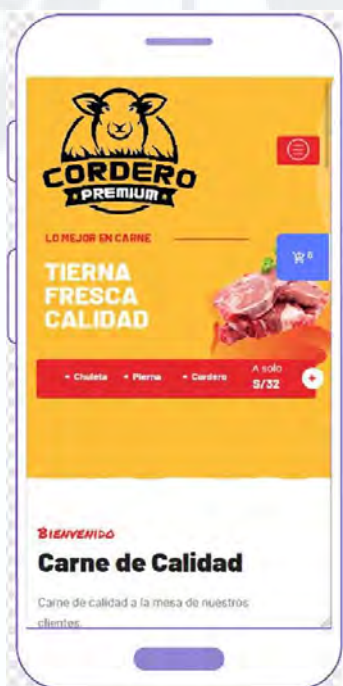 CORDERO
PREMIUM
LO MEJOR EN CARNE
0
TIERNA
FRESCA
CALIDAD
+ Chuleta + Pierna + Cordero A solo
S/32
+
BIENVENIDO
Carne de Calidad
Carne de calidad a la mesa de nuestros
clientes.